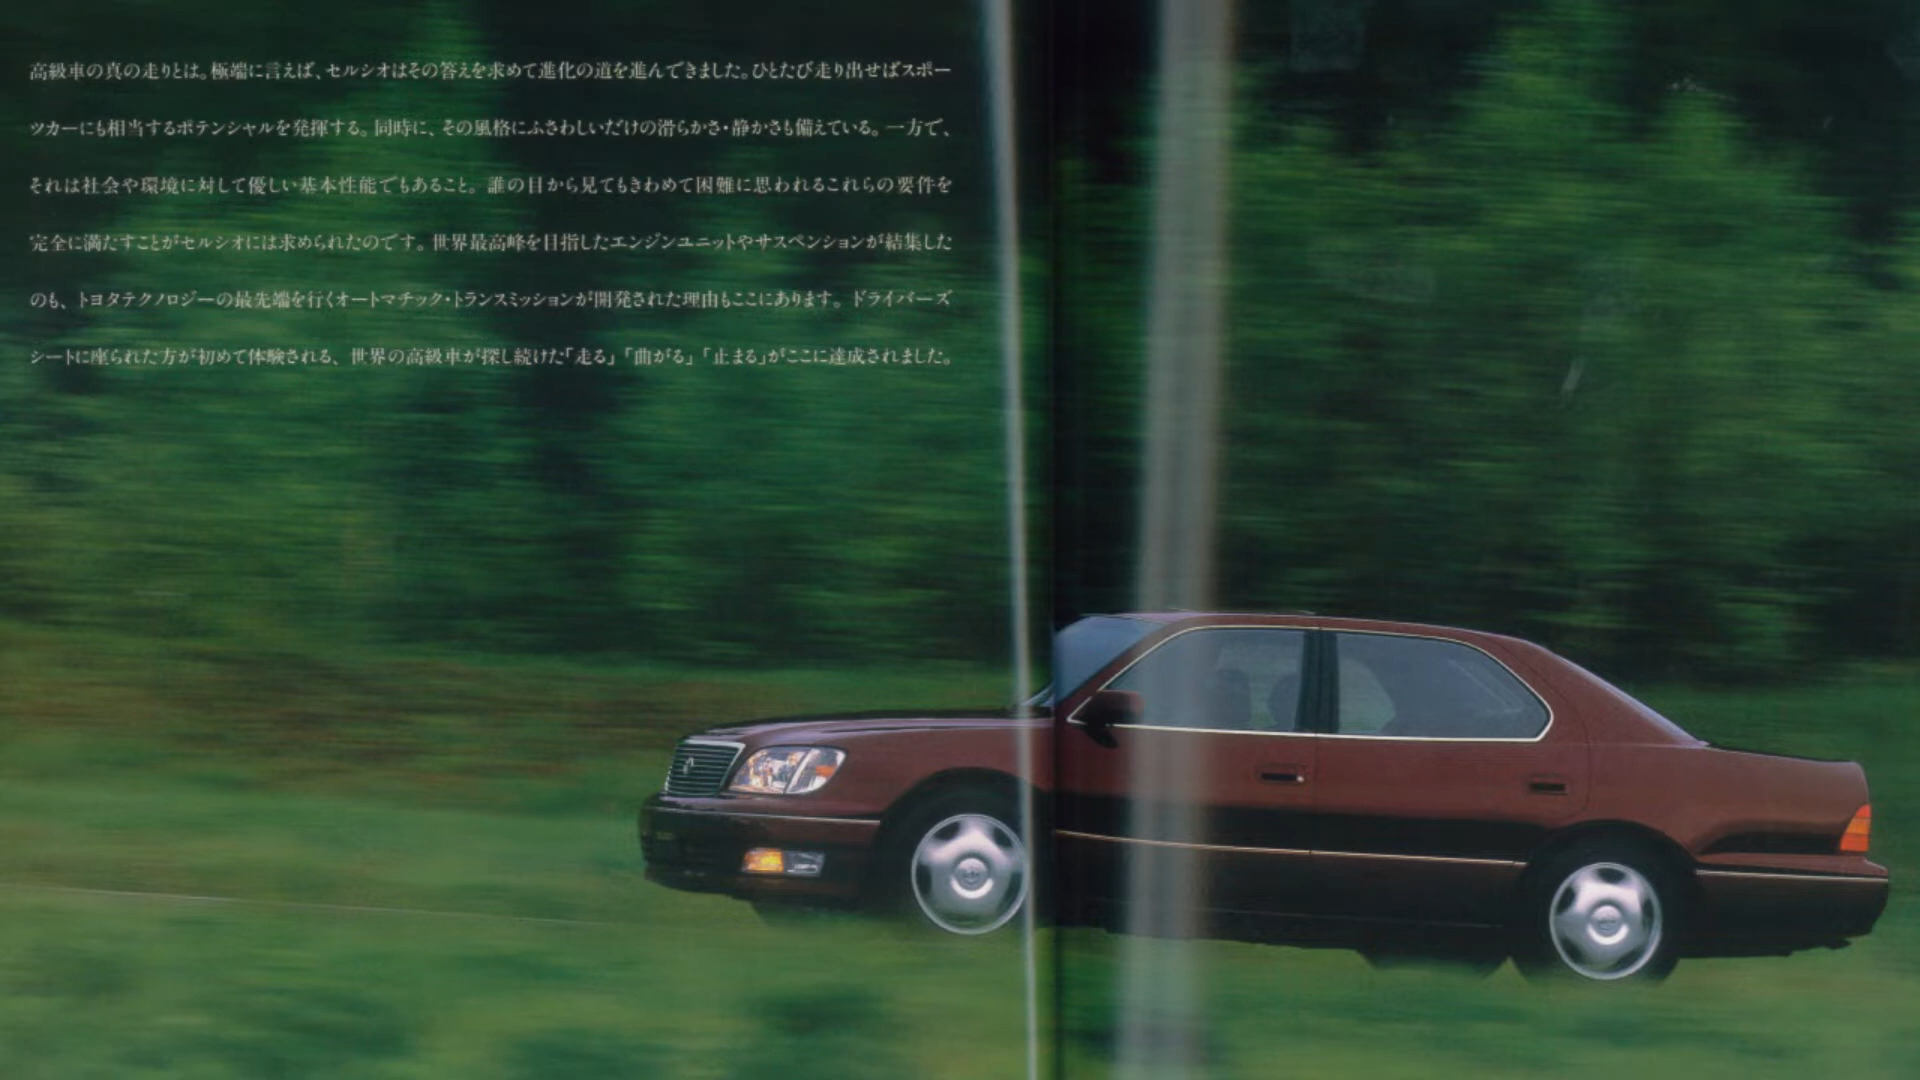 高級車の真の走りとは。極端に言えば、セルシオはその答えを求めて進化の道を進んできました。ひとたび走り出せばスポー
ツカーにも相当するポテンシャルを発揮する。同時に、その風格にふさわしいだけの滑らかさ・静かさも備えている。一方で、
それは社会や環境に対して優しい基本性能でもあること。誰の目から見てもきわめて困難に思われるこれらの要件を
完全に満たすことがセルシオには求められたのです。世界最高峰を目指したエンジンユニットやサスペンションが結集した
のも、トヨタテクノロジーの最先端を行くオートマチック・トランスミッションが開発された理由もここにあります。ドライバーズ
シートに座られた方が初めて体験される、世界の高級車が探し続けた「走る」「曲がる」「止まる」がここに達成されました。